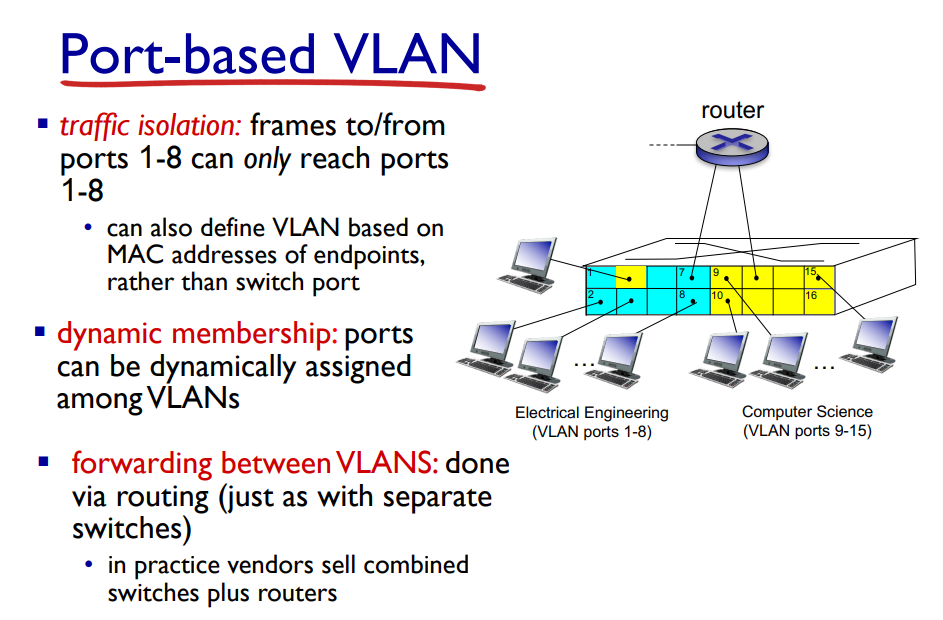 Port-based VLAN
traffic isolation: frames to/from
ports 1-8 can only reach ports
1-8
can also define VLAN based on
MAC addresses of endpoints,
rather than switch port
dynamic membership: ports
can be dynamically assigned
among VLANs
forwarding between VLANS: done
via routing (just as with separate
switches)
in practice vendors sell combined
switches plus routers
router
1 7 9 15
2 8 10 16
...
...
Electrical Engineering
(VLAN ports 1-8)
Computer Science
(VLAN ports 9-15)